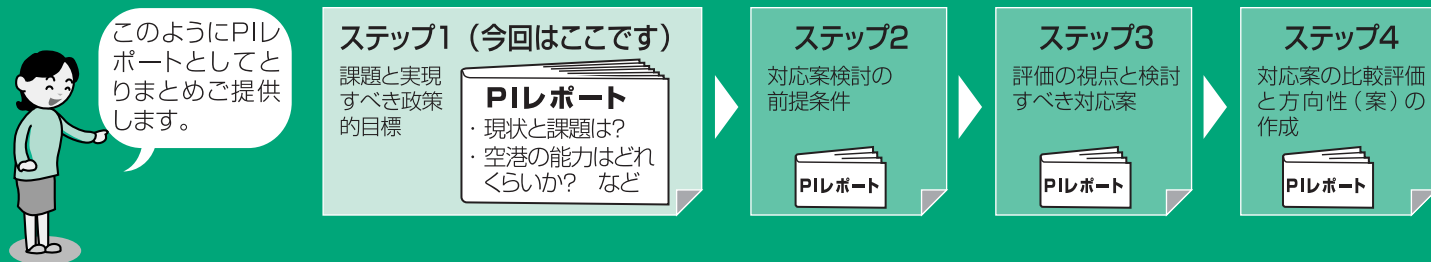 このようにPIレ
ポートとしてと
りまとめご提供
します。
ステップ1（今回はここです）
課題と実現
すべき政策
的目標
PIレポート
・現状と課題は?
・空港の能力はどれ
くらいか?　など
ステップ2
対応案検討の
前提条件
PIレポート
ステップ3
評価の視点と検討
すべき対応案
PIレポート
ステップ4
対応案の比較評価
と方向性（案）の
作成
PIレポート